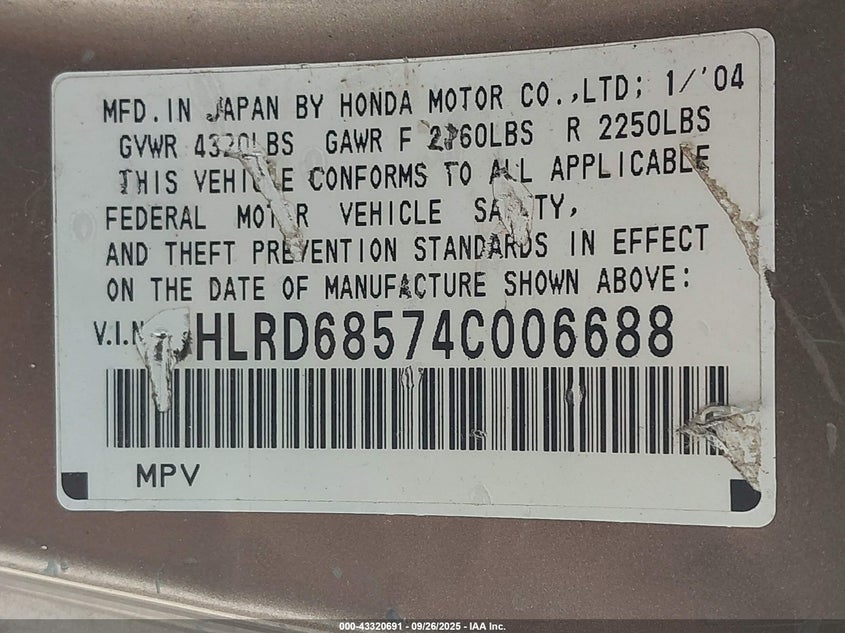 MFD.IN JAPAN BY HONDA MOTOR CO.,LTD; 1/'04
GVWR 4320LBS GAWR F 2160LBS R 2250LBS
THIS VEHICLE CONFORMS TO ALL APPLICABLE
FEDERAL MOTOR VEHICLE SAFETY,
AND THEFT PREVENTION STANDARDS IN EFFECT
ON THE DATE OF MANUFACTURE SHOWN ABOVE:
V.I.N HLRD68574C006688
MPV
000-43320691 - 09/26/2025 - IAA Inc.